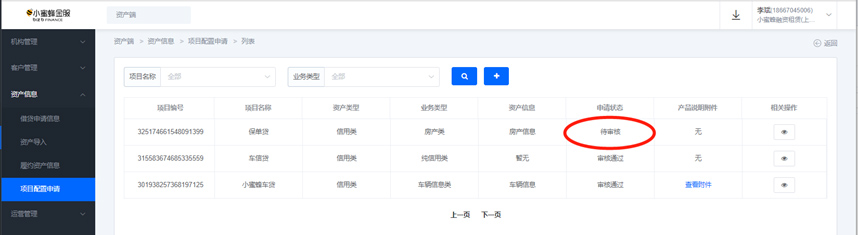 小蜜蜂金服
bzb FINANCE
资产端
李瑞(18667045006)
小蜜蜂融资租赁(上...
机构管理
客户管理
资产信息
借贷申请信息
资产导入
履约资产信息
项目配置申请
运营管理
资产端 > 资产信息 > 项目配置申请 > 列表
返回
项目名称 全部
业务类型 全部
项目编号 项目名称 资产类型 业务类型 资产信息 申请状态 产品说明附件 相关操作
325174661548091399 保单贷 信用类 房产类 房产信息 待审核 无
315583674685335559 车信贷 信用类 纯信用类 暂无 审核通过 无
301938257368197125 小蜜蜂车贷 信用类 车辆信息类 车辆信息 审核通过 查看附件
上一页 下一页